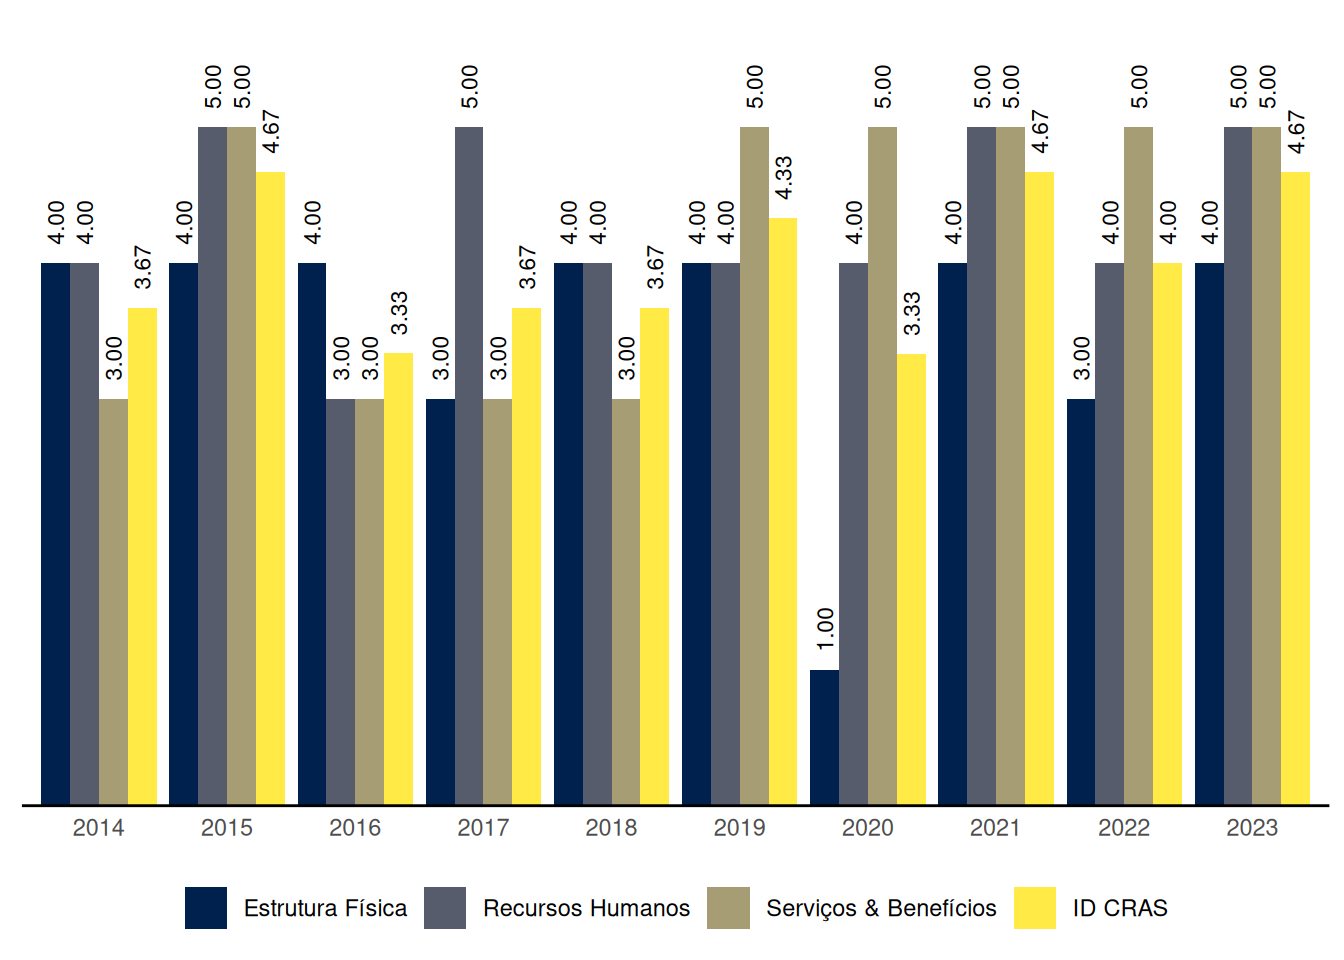 4.00 4.00 3.00 3.67
4.00 5.00 5.00 4.67
4.00 3.00 3.00 3.33
3.00 5.00 3.00 3.67
4.00 4.00 3.00 3.67
4.00 4.00 5.00 4.33
1.00 4.00 5.00 3.33
4.00 5.00 5.00 4.67
3.00 4.00 5.00 4.00
4.00 5.00 5.00 4.67
2014 2015 2016 2017 2018 2019 2020 2021 2022 2023
Estrutura Física Recursos Humanos Serviços & Benefícios ID CRAS